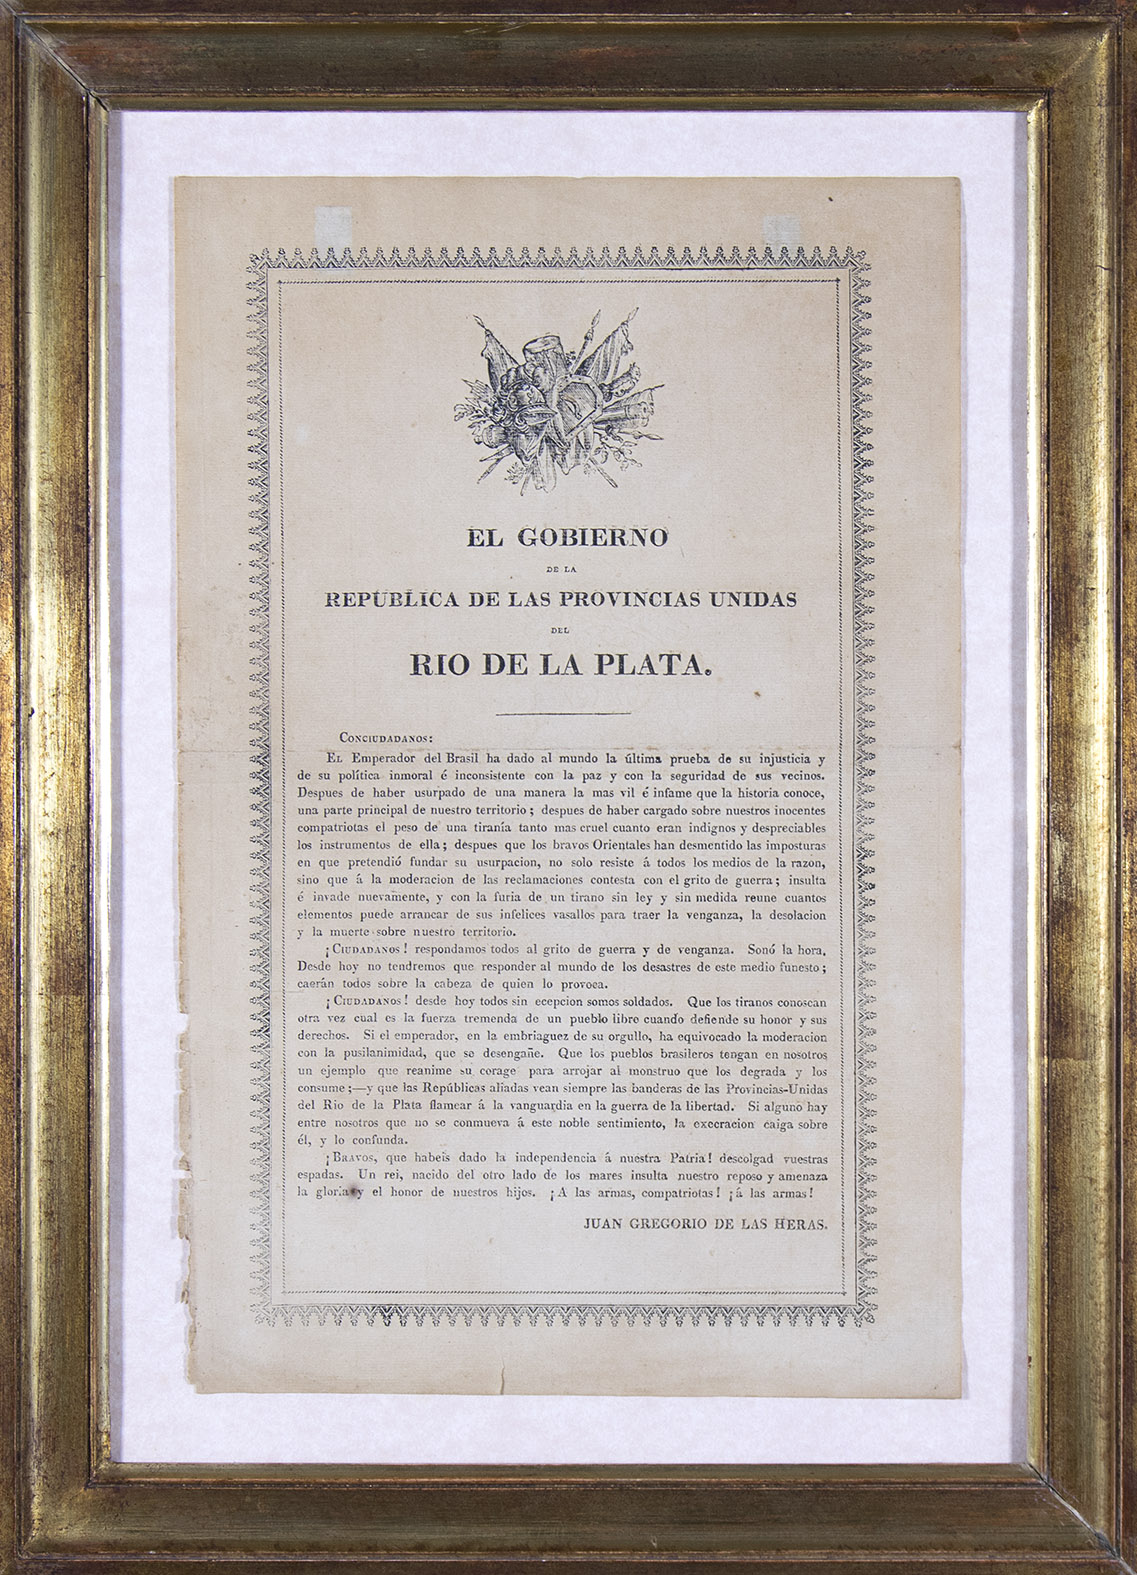 EL GOBIERNO
DE LA
REPÚBLICA DE LAS PROVINCIAS UNIDAS
DEL
RIO DE LA PLATA.
CONCIUDADANOS:
EL Emperador del Brasil ha dado al mundo la última prueba de su injusticia y
de su política inmoral é inconsistente con la paz y con la seguridad de sus vecinos.
Despues de haber usurpado de una manera la mas vil é infame que la historia conoce,
una parte principal de nuestro territorio; despues de haber cargado sobre nuestros inocentes
compatriotas el peso de una tiranía tanto mas cruel cuanto eran indignos y despreciables
los instrumentos de ella; despues que los bravos Orientales han desmentido las imposturas
en que pretendió fundar su usurpacion, no solo resiste á todos los medios de la razon,
sino que á la moderacion de las reclamaciones contesta con el grito de guerra; insulta
é invade nuevamente, y con la furia de un tirano sin ley y sin medida reune cuantos
elementos puede arrancar de sus infelices vasallos para traer la venganza, la desolacion
y la muerte sobre nuestro territorio.
¡CIUDADANOS! respondamos todos al grito de guerra y de venganza. Sonó la hora.
Desde hoy no tendremos que responder al mundo de los desastres de este medio funesto;
caerán todos sobre la cabeza de quien lo provoca.
¡CIUDADANOS! desde hoy todos sin ecepcion somos soldados. Que los tiranos conoscan
otra vez cual es la fuerza tremenda de un pueblo libre cuando defiende su honor y sus
derechos. Si el emperador, en la embriaguez de su orgullo, ha equivocado la moderacion
con la pusilanimidad, que se desengañe. Que los pueblos brasileros tengan en nosotros
un ejemplo que reanime su corage para arrojar al monstruo que los degrada y los
consume;—y que las Repúblicas aliadas vean siempre las banderas de las Provincias-Unidas
del Rio de la Plata flamear á la vanguardia en la guerra de la libertad. Si alguno hay
entre nosotros que no se conmueva á este noble sentimiento, la execracion caiga sobre
él, y lo confunda.
¡BRAVOS, que habeis dado la independencia á nuestra Patria! descolgad vuestras
espadas. Un rei, nacido del otro lado de los mares insulta nuestro reposo y amenaza
la gloria y el honor de nuestros hijos. ¡A las armas, compatriotas! ¡á las armas!
JUAN GREGORIO DE LAS HERAS.